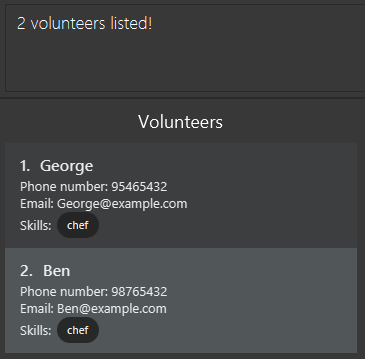 2 volunteers listed!
Volunteers
1. George
Phone number: 95465432
Email: George@example.com
Skills: chef
2. Ben
Phone number: 98765432
Email: Ben@example.com
Skills: chef